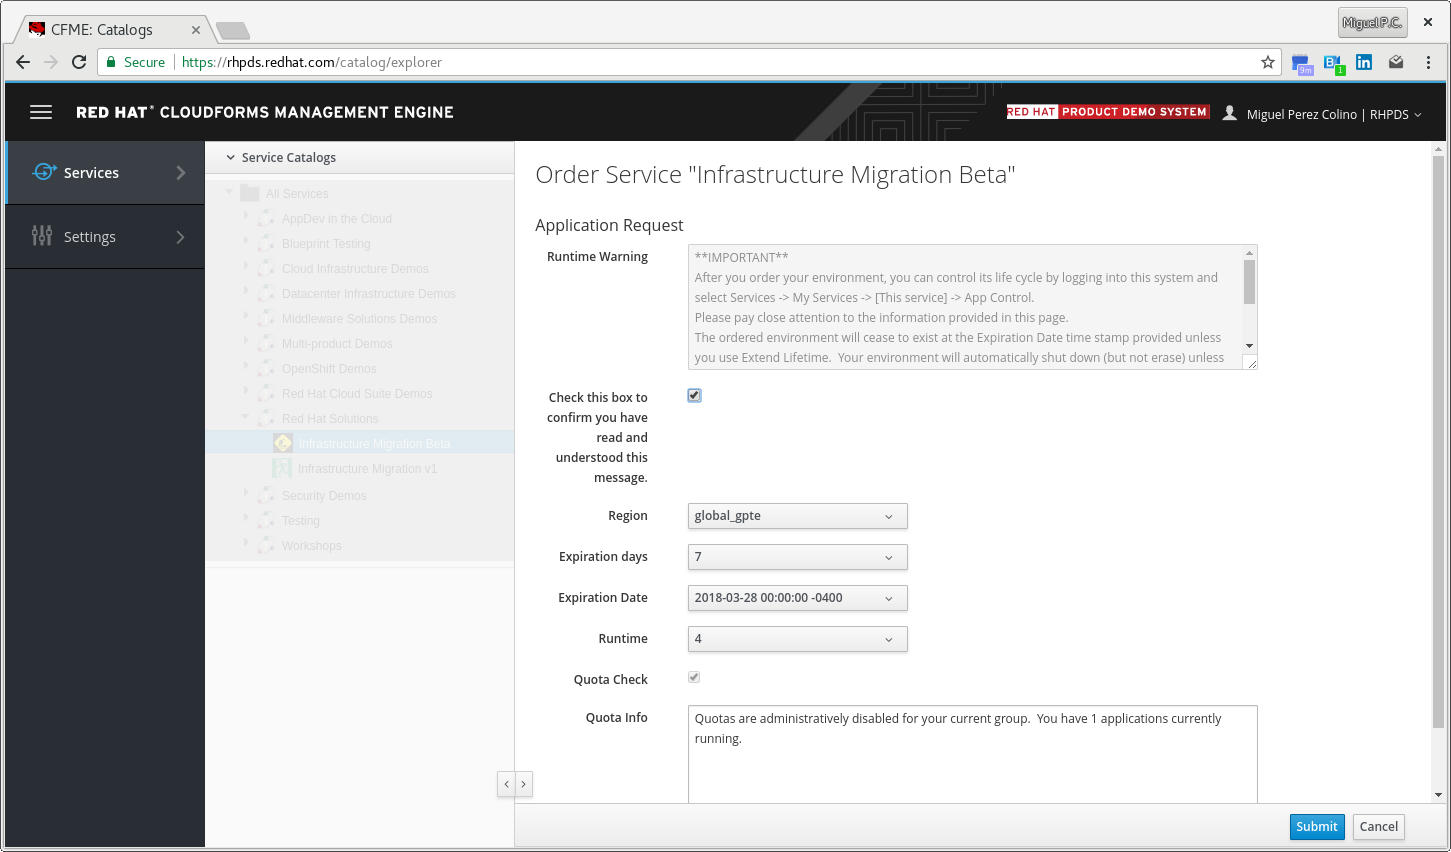 CFME: Catalogs
Miguel P.C.
Secure
https://rhpds.redhat.com/catalog/explorer
9m
B
1
in
RED HAT® CLOUDFORMS MANAGEMENT ENGINE
RED HAT PRODUCT DEMO SYSTEM
Miguel Perez Colino | RHPDS
Services
Settings
Service Catalogs
All Services
AppDev in the Cloud
Blueprint Testing
Cloud Infrastructure Demos
Datacenter Infrastructure Demos
Middleware Solutions Demos
Multi-product Demos
OpenShift Demos
Red Hat Cloud Suite Demos
Red Hat Solutions
Infrastructure Migration Beta
Infrastructure Migration v1
Security Demos
Testing
Workshops
Order Service "Infrastructure Migration Beta"
Application Request
Runtime Warning
**IMPORTANT**
After you order your environment, you can control its life cycle by logging into this system and
select Services -> My Services -> [This service] -> App Control.
Please pay close attention to the information provided in this page.
The ordered environment will cease to exist at the Expiration Date time stamp provided unless
you use Extend Lifetime.  Your environment will automatically shut down (but not erase) unless
Check this box to
confirm you have
read and
understood this
message.
Region
global_gpte
Expiration days
7
Expiration Date
2018-03-28 00:00:00 -0400
Runtime
4
Quota Check
Quota Info
Quotas are administratively disabled for your current group.  You have 1 applications currently
running.
Submit
Cancel